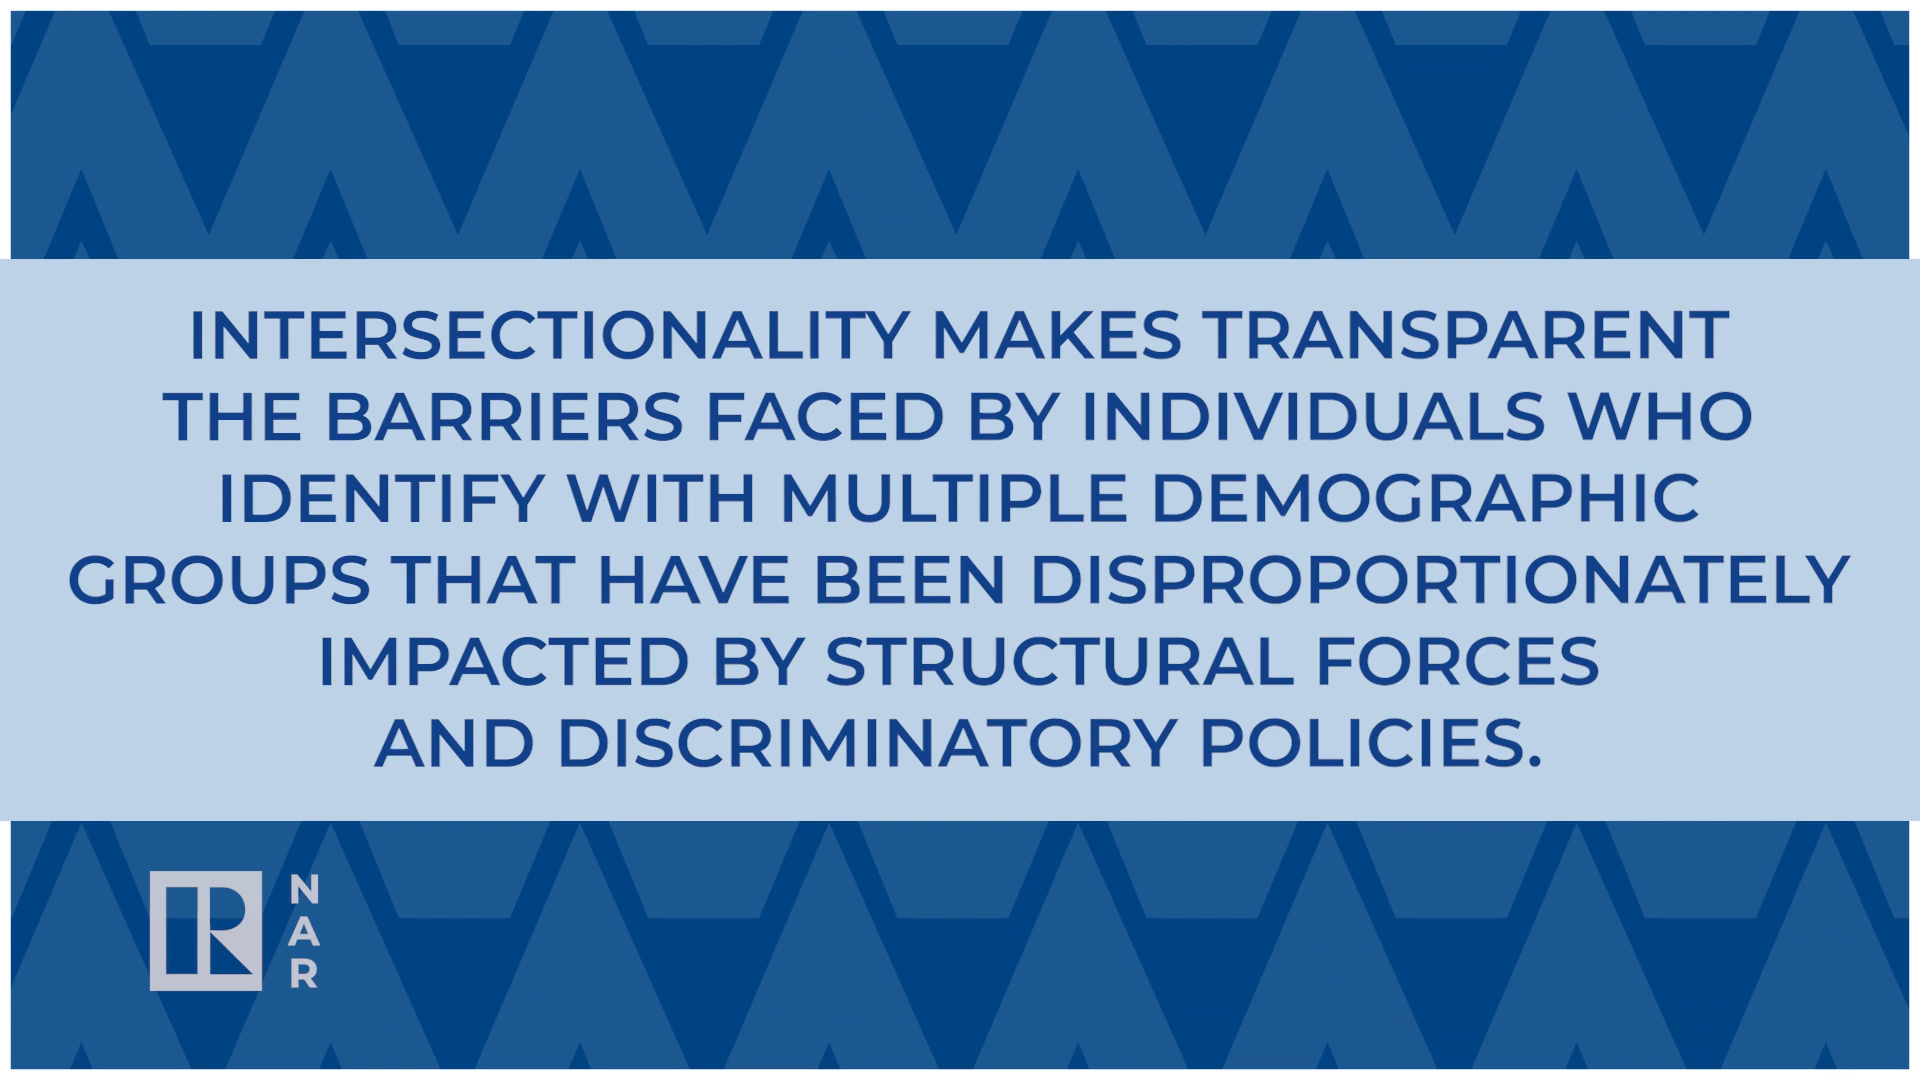 INTERSECTIONALITY MAKES TRANSPARENT
THE BARRIERS FACED BY INDIVIDUALS WHO
IDENTIFY WITH MULTIPLE DEMOGRAPHIC
GROUPS THAT HAVE BEEN DISPROPORTIONATELY
IMPACTED BY STRUCTURAL FORCES
AND DISCRIMINATORY POLICIES.
R
N
A
R